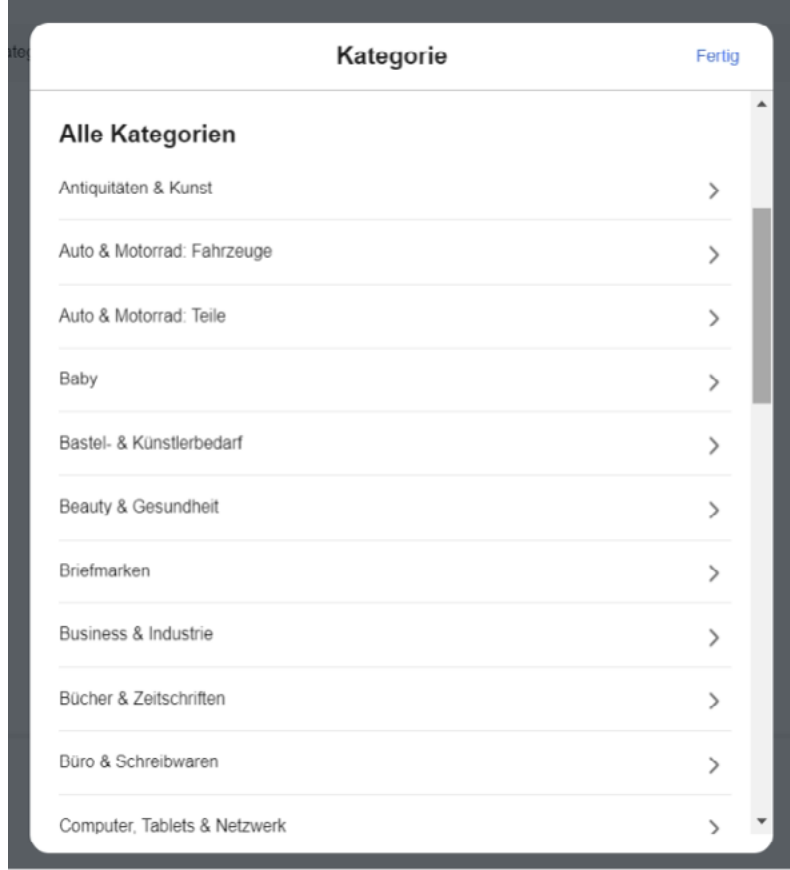 Kategorie
Fertig
Alle Kategorien
Antiquitäten & Kunst
Auto & Motorrad: Fahrzeuge
Auto & Motorrad: Teile
Baby
Bastel- & Künstlerbedarf
Beauty & Gesundheit
Briefmarken
Business & Industrie
Bücher & Zeitschriften
Büro & Schreibwaren
Computer, Tablets & Netzwerk